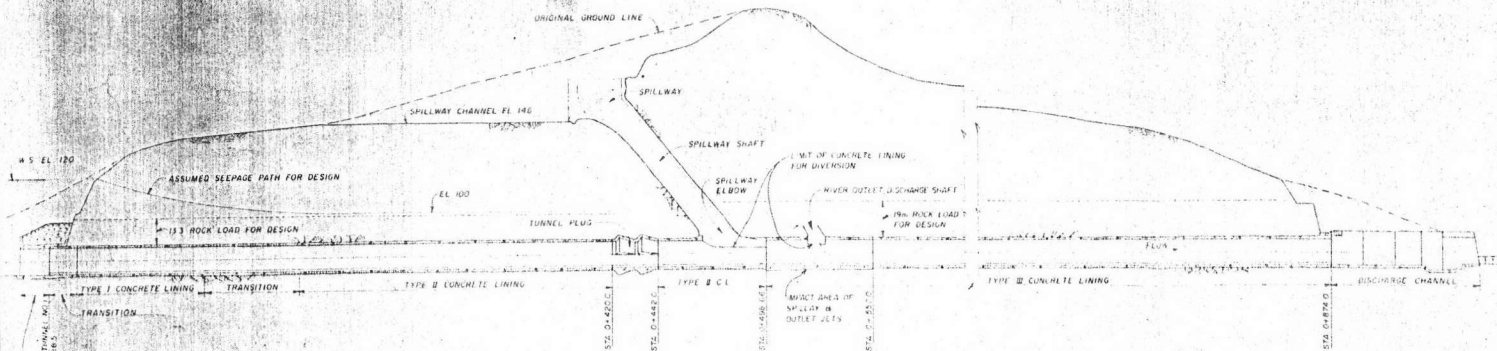 ORIGINAL GROUND LINE
SPILLWAY
SPILLWAY CHANNEL EL 146
SPILLWAY SHAFT
LIMIT OF CONCRETE LINING
FOR DIVERSION
W S EL 120
ASSUMED SEEPAGE PATH FOR DESIGN
SPILLWAY
ELBOW
RIVER OUTLET DISCHARGE SHAFT
EL 100
TUNNEL PLUG
19m ROCK LOAD
FOR DESIGN
ROCK LOAD FOR DESIGN
FLOW
TYPE I CONCRETE LINING
TRANSITION
TYPE II CONCRETE LINING
TYPE II C.L.
TYPE III CONCRETE LINING
DISCHARGE CHANNEL
TRANSITION
IMPACT AREA OF
SPILLWAY &
OUTLET JETS
TUNNEL NO.
STA 0+420.0
STA 0+442.0
STA 0+874.0